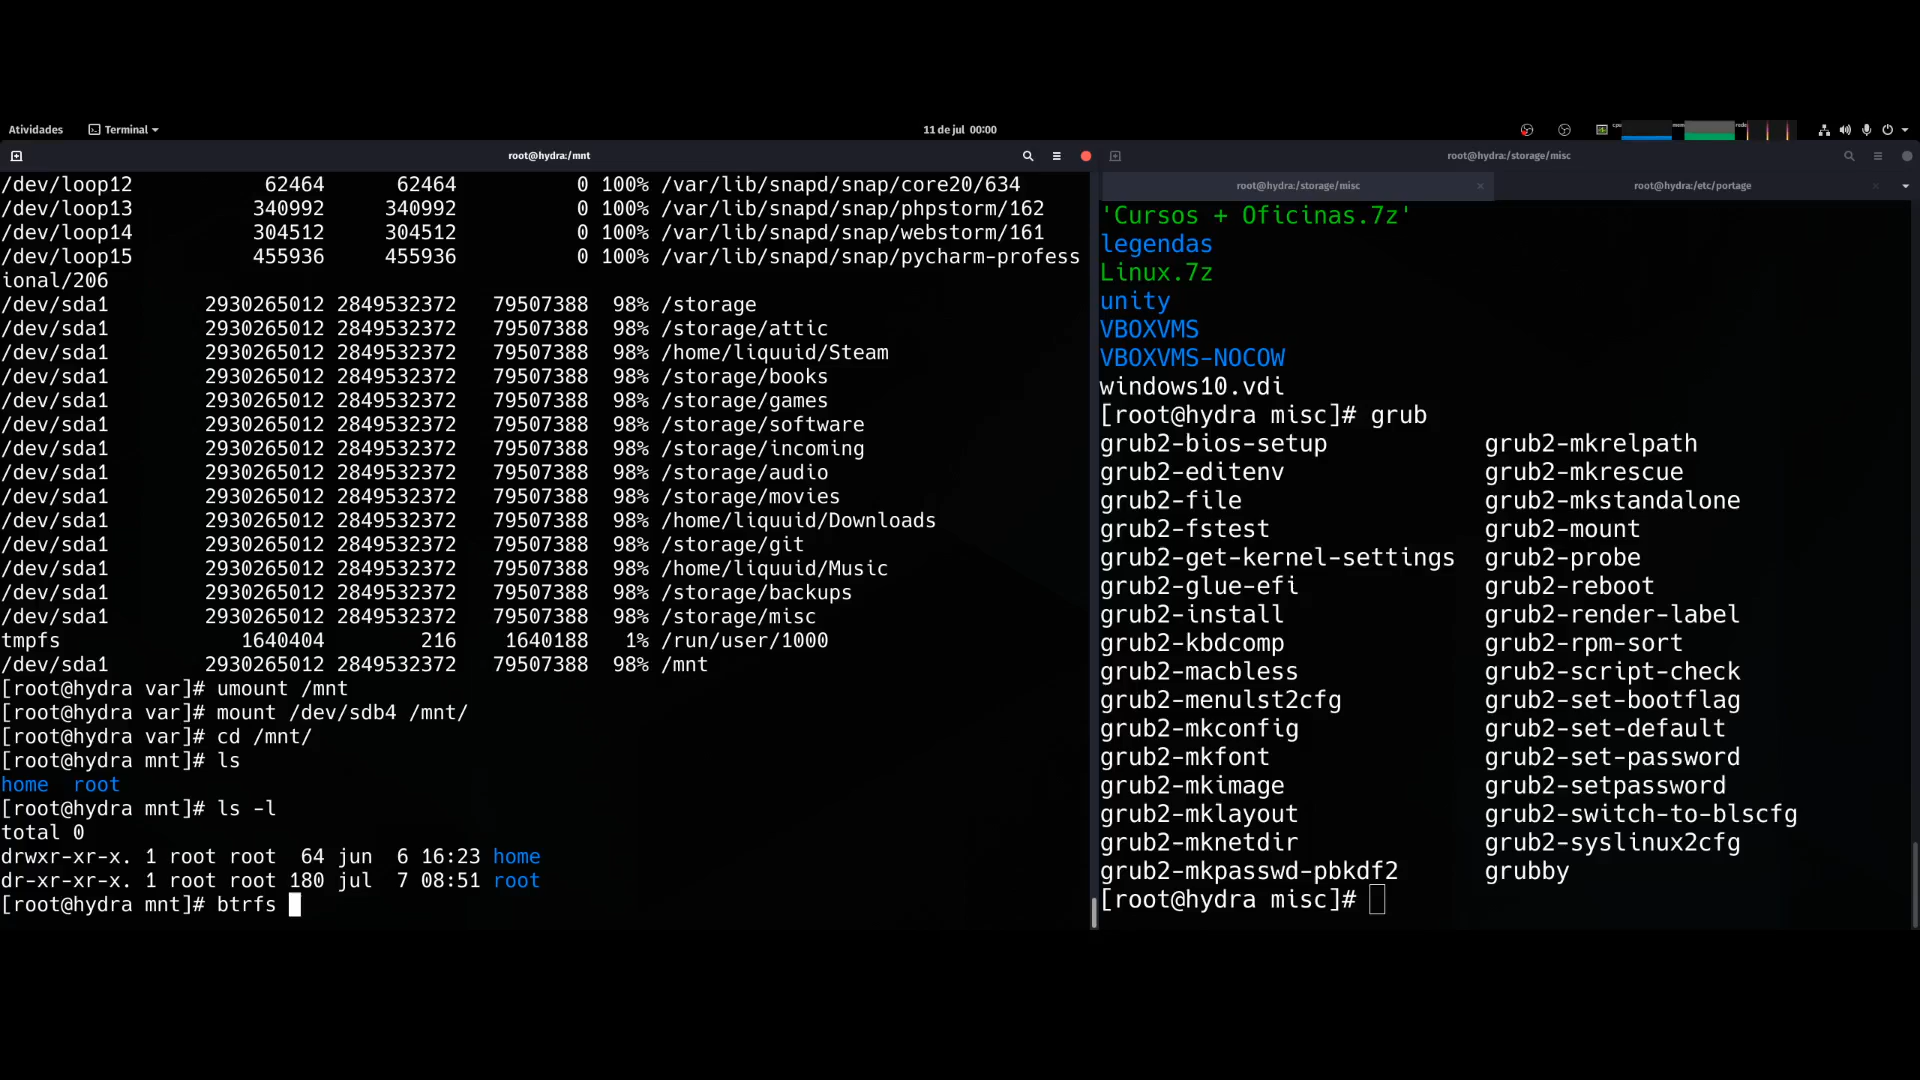 Atividades Terminal 11 de jul 00:00
root@hydra:/mnt
/dev/loop12 62464 62464 0 100% /var/lib/snapd/snap/core20/634
/dev/loop13 340992 340992 0 100% /var/lib/snapd/snap/phpstorm/162
/dev/loop14 304512 304512 0 100% /var/lib/snapd/snap/webstorm/161
/dev/loop15 455936 455936 0 100% /var/lib/snapd/snap/pycharm-profess
ional/206
/dev/sda1 2930265012 2849532372 79507388 98% /storage
/dev/sda1 2930265012 2849532372 79507388 98% /storage/attic
/dev/sda1 2930265012 2849532372 79507388 98% /home/liquuid/Steam
/dev/sda1 2930265012 2849532372 79507388 98% /storage/books
/dev/sda1 2930265012 2849532372 79507388 98% /storage/games
/dev/sda1 2930265012 2849532372 79507388 98% /storage/software
/dev/sda1 2930265012 2849532372 79507388 98% /storage/incoming
/dev/sda1 2930265012 2849532372 79507388 98% /storage/audio
/dev/sda1 2930265012 2849532372 79507388 98% /storage/movies
/dev/sda1 2930265012 2849532372 79507388 98% /home/liquuid/Downloads
/dev/sda1 2930265012 2849532372 79507388 98% /storage/git
/dev/sda1 2930265012 2849532372 79507388 98% /home/liquuid/Music
/dev/sda1 2930265012 2849532372 79507388 98% /storage/backups
/dev/sda1 2930265012 2849532372 79507388 98% /storage/misc
tmpfs 1640404 216 1640188 1% /run/user/1000
/dev/sda1 2930265012 2849532372 79507388 98% /mnt
[root@hydra var]# umount /mnt
[root@hydra var]# mount /dev/sdb4 /mnt/
[root@hydra var]# cd /mnt/
[root@hydra mnt]# ls
home root
[root@hydra mnt]# ls -l
total 0
drwxr-xr-x. 1 root root 64 jun 6 16:23 home
dr-xr-xr-x. 1 root root 180 jul 7 08:51 root
[root@hydra mnt]# btrfs
root@hydra:/storage/misc
root@hydra:/storage/misc root@hydra:/etc/portage
'Cursos + Oficinas.7z'
legendas
Linux.7z
unity
VBOXVMS
VBOXVMS-NOCOW
windows10.vdi
[root@hydra misc]# grub
grub2-bios-setup grub2-mkrelpath
grub2-editenv grub2-mkrescue
grub2-file grub2-mkstandalone
grub2-fstest grub2-mount
grub2-get-kernel-settings grub2-probe
grub2-glue-efi grub2-reboot
grub2-install grub2-render-label
grub2-kbdcomp grub2-rpm-sort
grub2-macbless grub2-script-check
grub2-menulst2cfg grub2-set-bootflag
grub2-mkconfig grub2-set-default
grub2-mkfont grub2-set-password
grub2-mkimage grub2-setpassword
grub2-mklayout grub2-switch-to-blscfg
grub2-mknetdir grub2-syslinux2cfg
grub2-mkpasswd-pbkdf2 grubby
[root@hydra misc]#